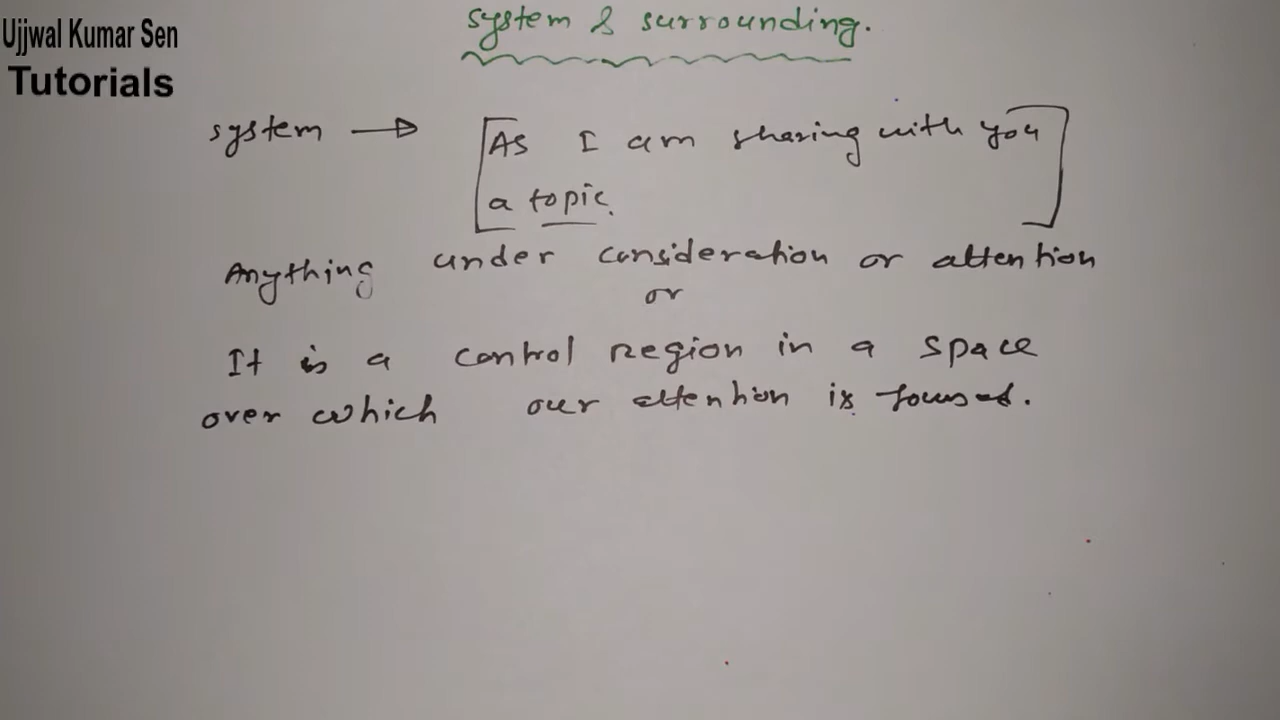 Ujjwal Kumar Sen
Tutorials
system & surrounding.
system → [As I am sharing with you
a topic.]
Anything under consideration or attention
or
It is a control region in a space
over which our attention is focused.